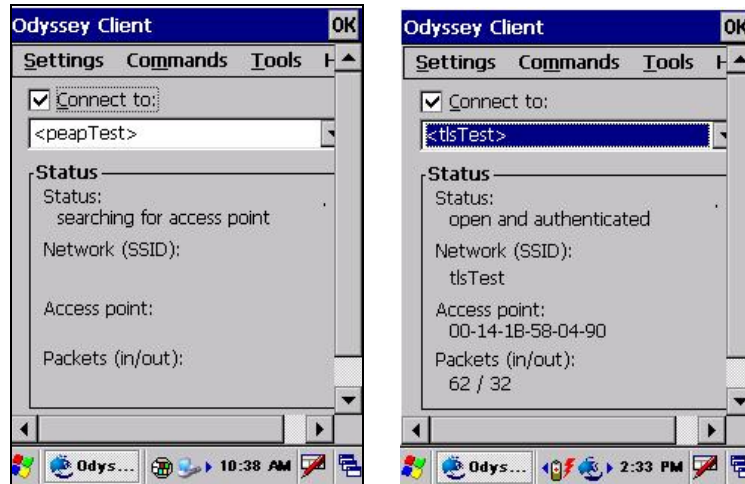 Odyssey Client OK
Settings Commands Tools H
Connect to:
<peapTest>
Status
Status:
searching for access point
Network (SSID):
Access point:
Packets (in/out):
Odys... 10:38 AM
Odyssey Client OK
Settings Commands Tools H
Connect to:
<tlsTest>
Status
Status:
open and authenticated
Network (SSID):
tlsTest
Access point:
00-14-1B-58-04-90
Packets (in/out):
62 / 32
Odys... 2:33 PM